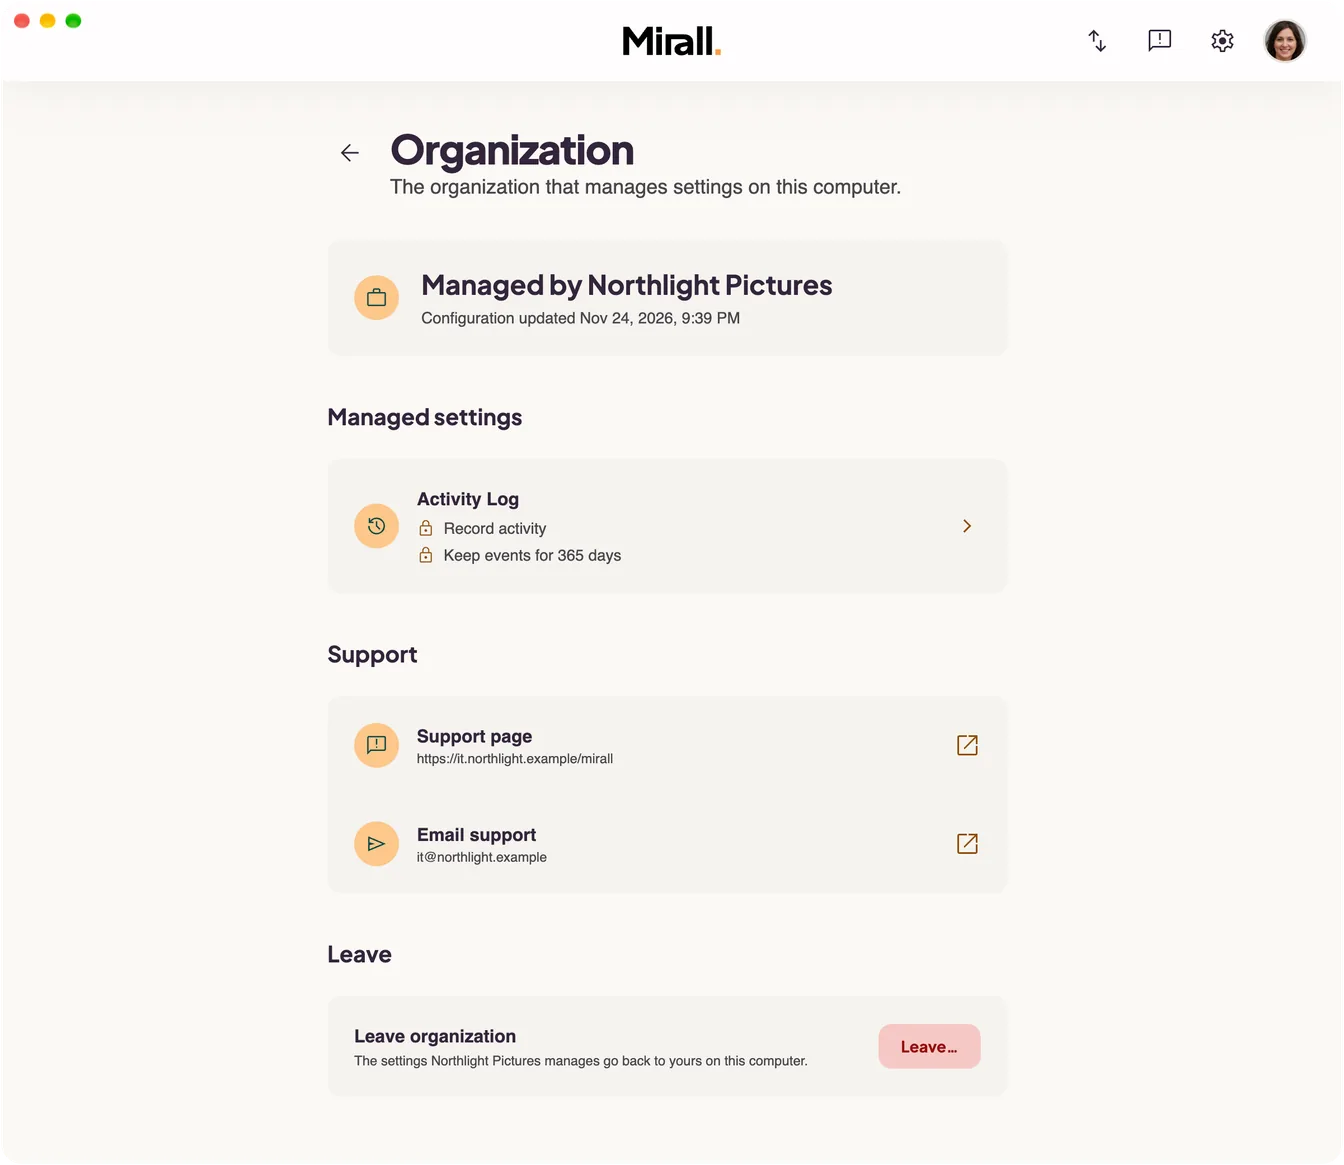 Mirall.
Organization
The organization that manages settings on this computer.
Managed by Northlight Pictures
Configuration updated Nov 24, 2026, 9:39 PM
Managed settings
Activity Log
Record activity
Keep events for 365 days
Support
Support page
https://it.northlight.example/mirall
Email support
it@northlight.example
Leave
Leave organization
The settings Northlight Pictures manages go back to yours on this computer.
Leave…